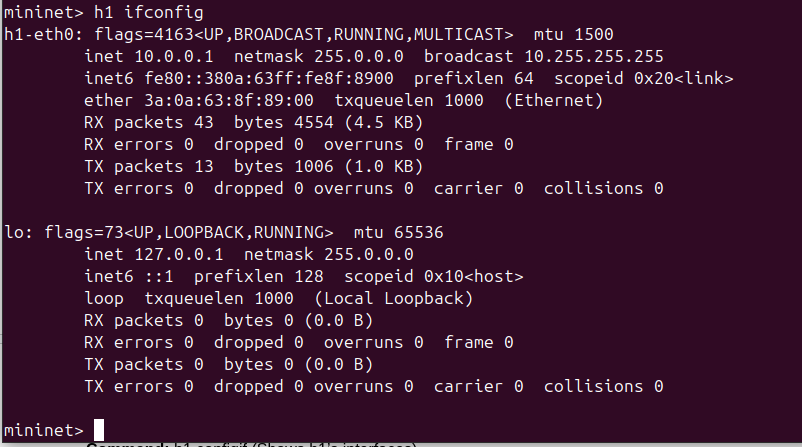 mininet> h1 ifconfig
h1-eth0: flags=4163<UP,BROADCAST,RUNNING,MULTICAST>  mtu 1500
        inet 10.0.0.1  netmask 255.0.0.0  broadcast 10.255.255.255
        inet6 fe80::380a:63ff:fe8f:8900  prefixlen 64  scopeid 0x20<link>
        ether 3a:0a:63:8f:89:00  txqueuelen 1000  (Ethernet)
        RX packets 43  bytes 4554 (4.5 KB)
        RX errors 0  dropped 0  overruns 0  frame 0
        TX packets 13  bytes 1006 (1.0 KB)
        TX errors 0  dropped 0 overruns 0  carrier 0  collisions 0

lo: flags=73<UP,LOOPBACK,RUNNING>  mtu 65536
        inet 127.0.0.1  netmask 255.0.0.0
        inet6 ::1  prefixlen 128  scopeid 0x10<host>
        loop  txqueuelen 1000  (Local Loopback)
        RX packets 0  bytes 0 (0.0 B)
        RX errors 0  dropped 0  overruns 0  frame 0
        TX packets 0  bytes 0 (0.0 B)
        TX errors 0  dropped 0 overruns 0  carrier 0  collisions 0

mininet>